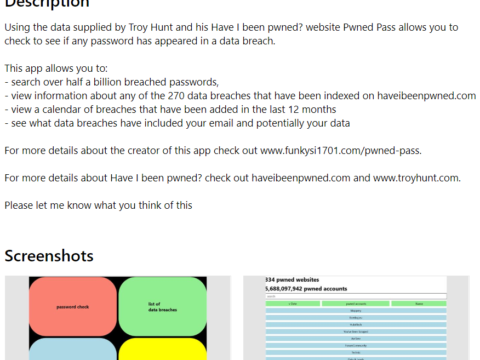 Description
Using the data supplied by Troy Hunt and his Have I been pwned? website Pwned Pass allows you to
check to see if any password has appeared in a data breach.
This app allows you to:
- search over half a billion breached passwords,
- view information about any of the 270 data breaches that have been indexed on haveibeenpwned.com
- view a calendar of breaches that have been added in the last 12 months
- see what data breaches have included your email and potentially your data
For more details about the creator of this app check out www.funkysi1701.com/pwned-pass.
For more details about Have I been pwned? check out haveibeenpwned.com and www.troyhunt.com.
Please let me know what you think of this
Screenshots
password check
list of
data breaches
334 pwned websites
5,688,097,942 pwned accounts